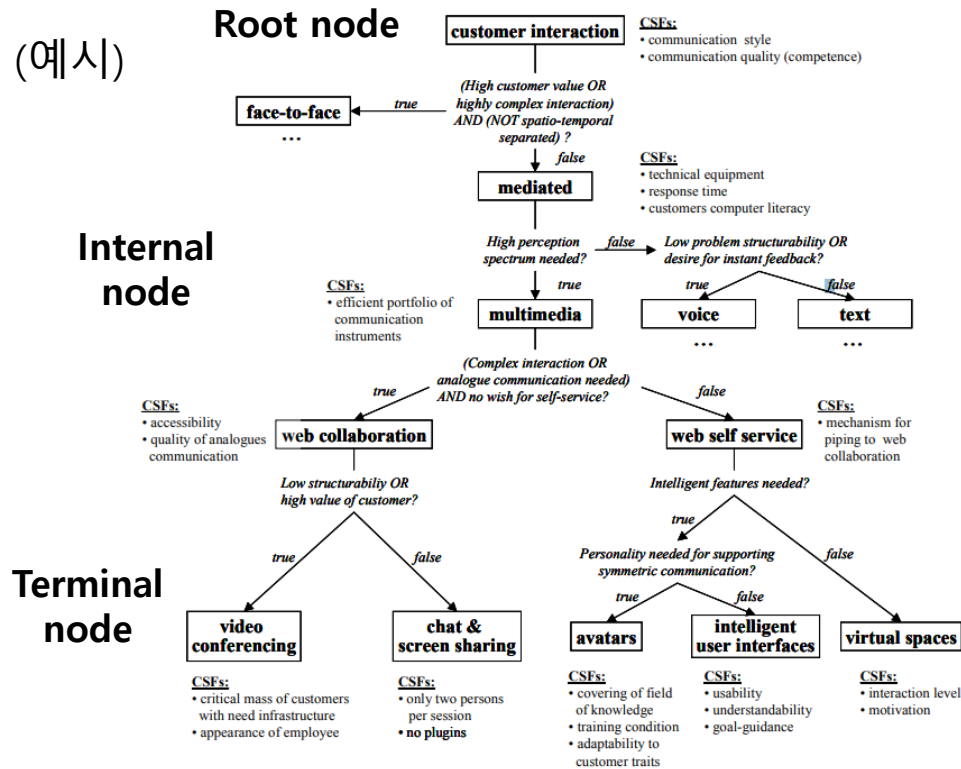 Root node
(예시)
customer interaction
CSFs:
• communication style
• communication quality (competence)
(High customer value OR
highly complex interaction)
AND (NOT spatio-temporal
separated) ?
true
face-to-face
...
false
mediated
CSFs:
• technical equipment
• response time
• customers computer literacy
Internal
node
High perception
spectrum needed?
false
Low problem structurability OR
desire for instant feedback?
true
true
false
CSFs:
• efficient portfolio of
communication
instruments
multimedia
voice
text
...
...
(Complex interaction OR
analogue communication needed)
AND no wish for self-service?
true
false
CSFs:
• accessibility
• quality of analogues
communication
web collaboration
web self service
CSFs:
• mechanism for
piping to web
collaboration
Low structurabiliy OR
high value of customer?
Intelligent features needed?
true
false
true
false
Personality needed for supporting
symmetric communication?
true
false
Terminal
node
video
conferencing
chat &
screen sharing
avatars
intelligent
user interfaces
virtual spaces
CSFs:
• critical mass of customers
with need infrastructure
• appearance of employee
CSFs:
• only two persons
per session
• no plugins
CSFs:
• covering of field
of knowledge
• training condition
• adaptability to
customer traits
CSFs:
• usability
• understandability
• goal-guidance
CSFs:
• interaction level
• motivation